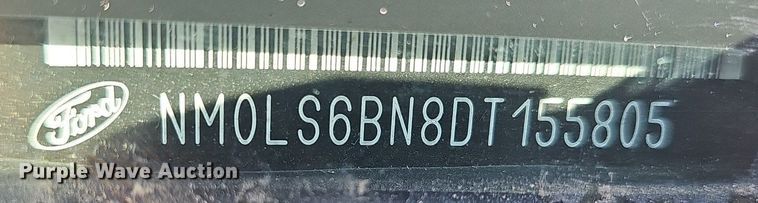 Ford NM0LS6BN8DT155805
Purple Wave Auction